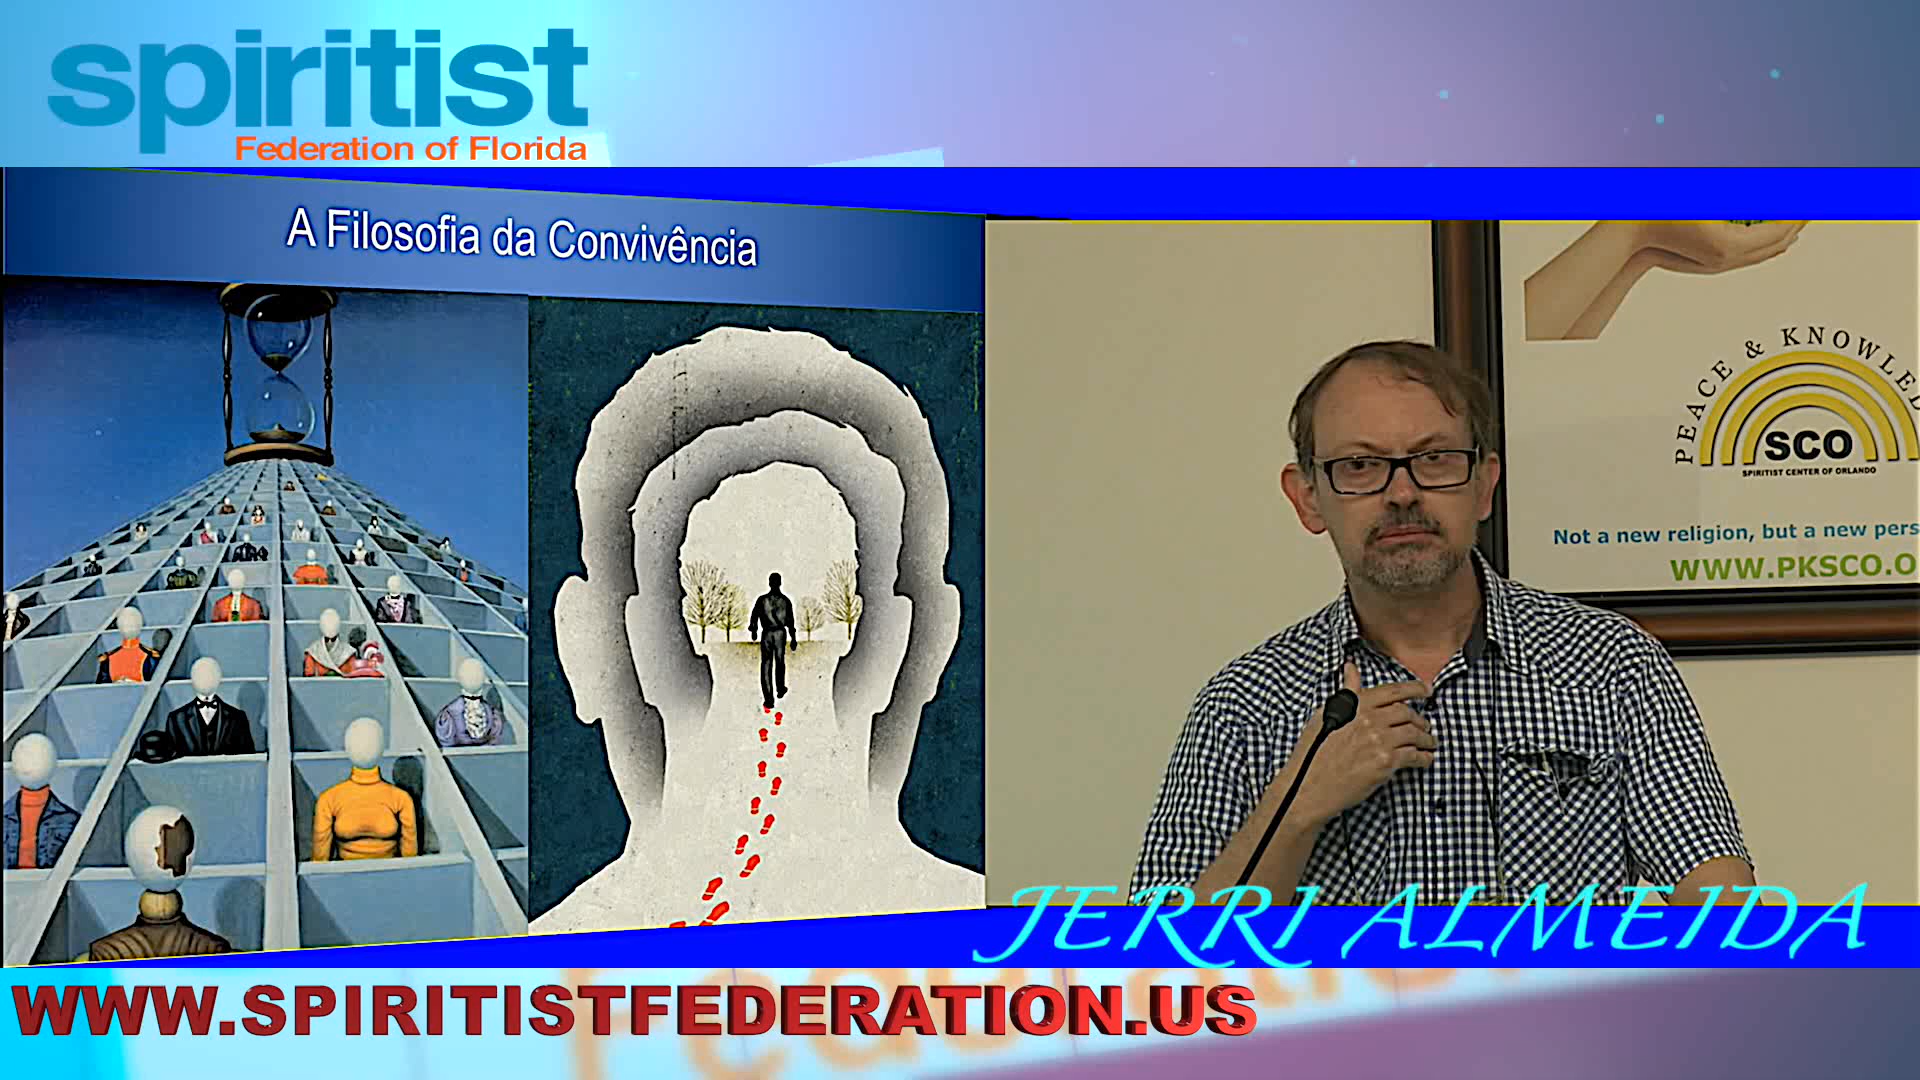 spiritist
Federation of Florida
A Filosofia da Convivência
PEACE & KNOWLED
SCO
SPIRITIST CENTER OF ORLANDO
Not a new religion, but a new pers
WWW.PKSCO.O
JERRI ALMEIDA
WWW.SPIRITISTFEDERATION.US